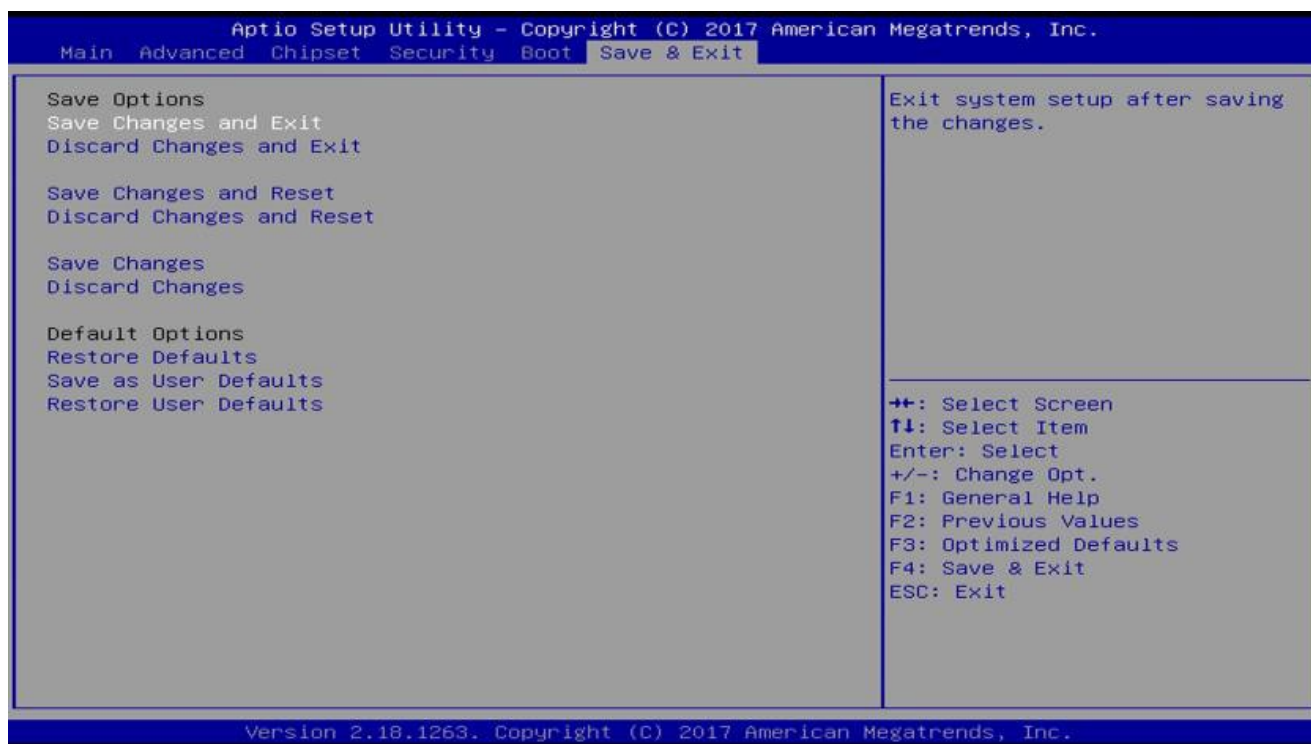 Aptio Setup Utility – Copyright (C) 2017 American Megatrends, Inc.
Main Advanced Chipset Security Boot Save & Exit
Save Options
Save Changes and Exit
Discard Changes and Exit
Save Changes and Reset
Discard Changes and Reset
Save Changes
Discard Changes
Default Options
Restore Defaults
Save as User Defaults
Restore User Defaults
Exit system setup after saving
the changes.
→←: Select Screen
↑↓: Select Item
Enter: Select
+/-: Change Opt.
F1: General Help
F2: Previous Values
F3: Optimized Defaults
F4: Save & Exit
ESC: Exit
Version 2.18.1263. Copyright (C) 2017 American Megatrends, Inc.